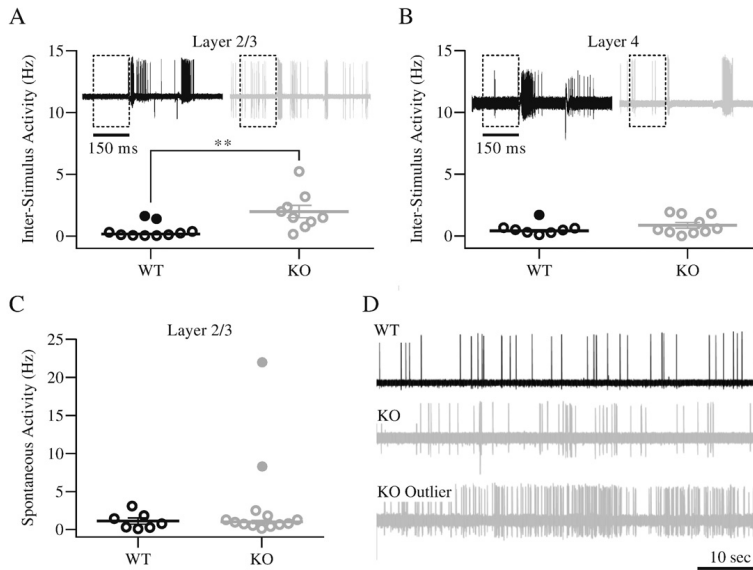 A
Layer 2/3
Inter-Stimulus Activity (Hz)
15
10
5
0
150 ms
**
WT
KO
B
Layer 4
Inter-Stimulus Activity (Hz)
15
10
5
0
150 ms
WT
KO
C
Layer 2/3
Spontaneous Activity (Hz)
25
20
15
10
5
0
WT
KO
D
WT
KO
KO Outlier
10 sec